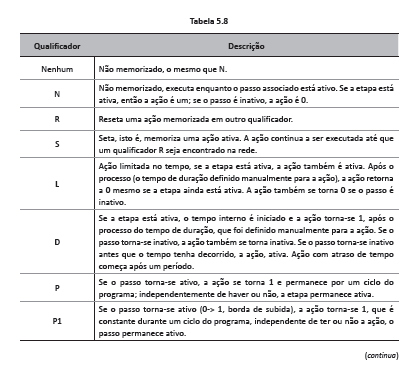 Tabela 5.8
Qualificador Descrição
Nenhum Não memorizado, o mesmo que N.
N Não memorizado, executa enquanto o passo associado está ativo. Se a etapa está
ativa, então a ação é um; se o passo é inativo, a ação é 0.
R Reseta uma ação memorizada em outro qualificador.
S Seta, isto é, memoriza uma ação ativa. A ação continua a ser executada até que
um qualificador R seja encontrado na rede.
L Ação limitada no tempo, se a etapa está ativa, a ação também é ativa. Após o
processo (o tempo de duração definido manualmente para a ação), a ação retorna
a 0 mesmo se a etapa ainda está ativa. A ação também se torna 0 se o passo é
inativo.
D Se a etapa está ativa, o tempo interno é iniciado e a ação torna-se 1, após o
processo do tempo de duração, que foi definido manualmente para a ação. Se o
passo torna-se inativo, a ação também se torna inativa. Se o passo torna-se inativo
antes que o tempo tenha decorrido, a ação, ativa. Ação com atraso de tempo
começa após um período.
P Se o passo torna-se ativo, a ação se torna 1 e permanece por um ciclo do
programa; independentemente de haver ou não, a etapa permanece ativa.
P1 Se o passo torna-se ativo (0-> 1, borda de subida), a ação torna-se 1, que é
constante durante um ciclo do programa, independente de ter ou não a ação, o
passo permanece ativo.
(continua)